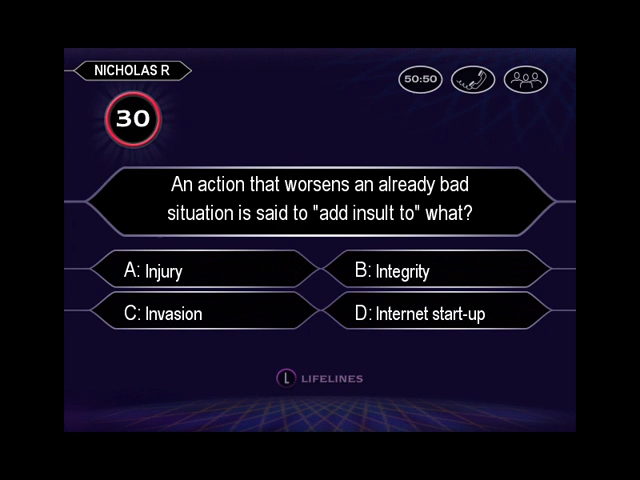 NICHOLAS R
50:50
30
An action that worsens an already bad
situation is said to "add insult to" what?
A: Injury
B: Integrity
C: Invasion
D: Internet start-up
L LIFELINES